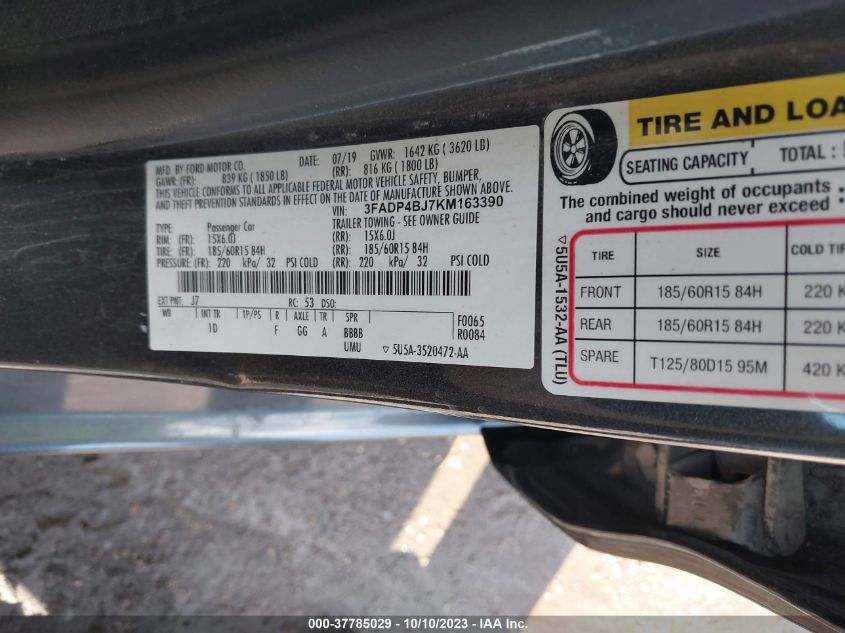 MFD. BY FORD MOTOR CO.
DATE: 07/19 GVWR: 1642 KG ( 3620 LB)
GAWR: (FR): 839 KG ( 1850 LB) (RR): 816 KG ( 1800 LB)
THIS VEHICLE CONFORMS TO ALL APPLICABLE FEDERAL MOTOR VEHICLE SAFETY, BUMPER,
AND THEFT PREVENTION STANDARDS IN EFFECT ON THE DATE OF MANUFACTURE SHOWN ABOVE.
VIN: 3FADP4BJ7KM163390
TYPE: Passenger Car TRAILER TOWING - SEE OWNER GUIDE
RIM: (FR): 15X6.0J (RR): 15X6.0J
TIRE: (FR): 185/60R15 84H (RR): 185/60R15 84H
PRESSURE: (FR): 220 kPa/ 32 PSI COLD (RR): 220 kPa/ 32 PSI COLD
EXT PNT: J7 RC: 53 DSO:
WB INT TR TP/PS R AXLE TR SPR
1D F GG A BBBB
UMU
F0065
R0084
▽ 5U5A-3520472-AA
TIRE AND LOA
SEATING CAPACITY TOTAL :
The combined weight of occupants
and cargo should never exceed :
TIRE SIZE COLD TI
FRONT 185/60R15 84H 220 K
REAR 185/60R15 84H 220 K
SPARE T125/80D15 95M 420 K
▽ 5U5A-1532-AA (TLU)
000-37785029 - 10/10/2023 - IAA Inc.